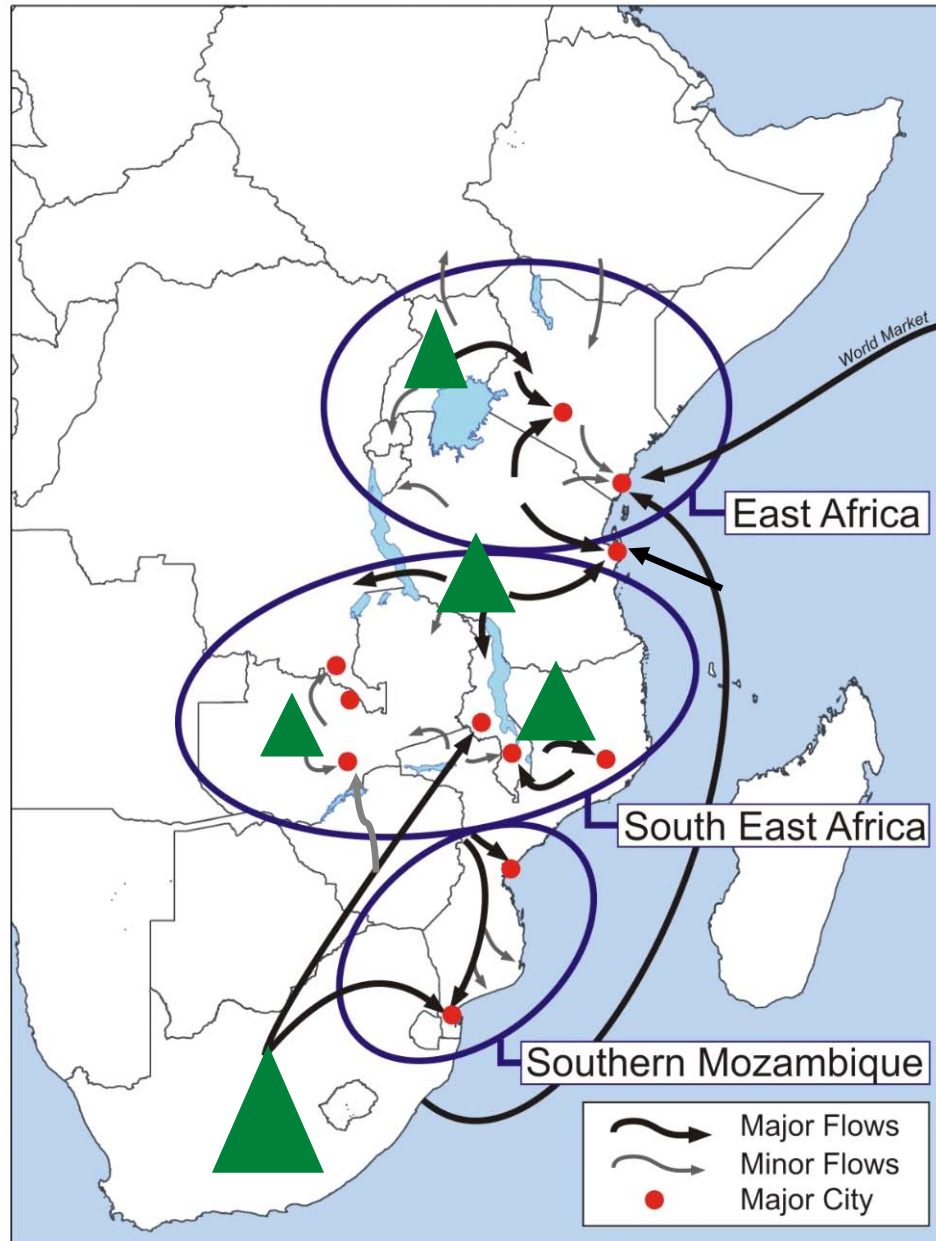 World Market
East Africa
South East Africa
Southern Mozambique
Major Flows
Minor Flows
Major City